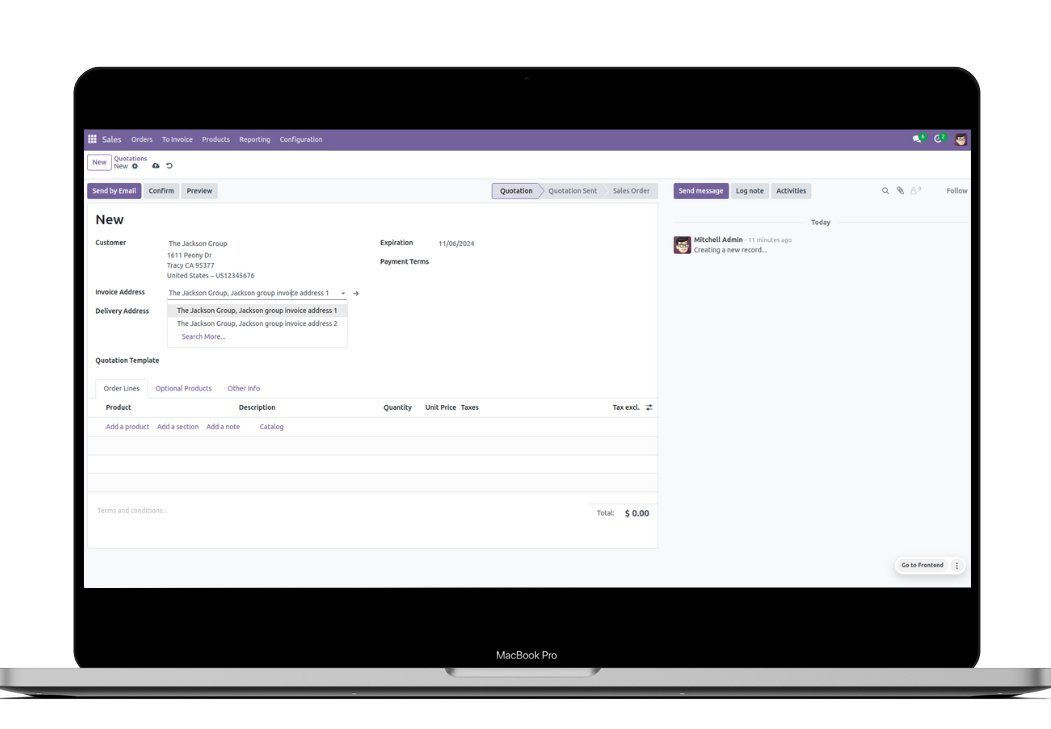 Sales Orders To Invoice Products Reporting Configuration 6 2
New Quotations
New
Send by Email Confirm Preview Quotation Quotation Sent Sales Order Send message Log note Activities Follow
New
Customer The Jackson Group
1611 Peony Dr
Tracy CA 95377
United States – US12345676
Expiration 11/06/2024
Payment Terms
Invoice Address The Jackson Group, Jackson group invoice address 1
Delivery Address
The Jackson Group, Jackson group invoice address 1
The Jackson Group, Jackson group invoice address 2
Search More...
Quotation Template
Order Lines Optional Products Other Info
Product Description Quantity Unit Price Taxes Tax excl.
Add a product Add a section Add a note Catalog
Terms and conditions...
Total: $ 0.00
Today
Mitchell Admin - 11 minutes ago
Creating a new record...
Go to Frontend
MacBook Pro